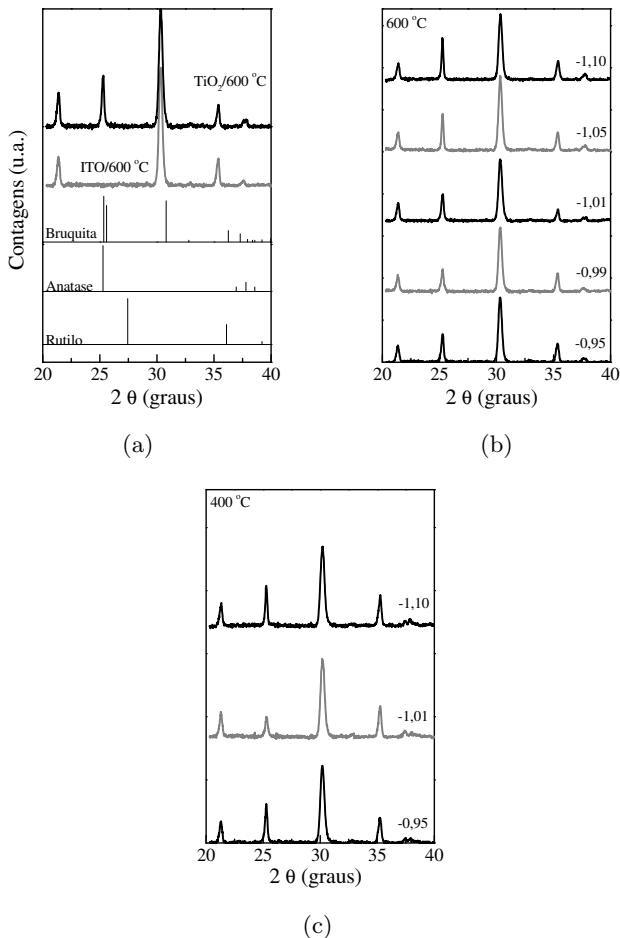 TiO2/600 °C
ITO/600 °C
Bruquita
Anatase
Rutilo
Contagens (u.a.)
20 25 30 35 40
2 θ (graus)
(a)
600 °C
-1,10
-1,05
-1,01
-0,99
-0,95
20 25 30 35 40
2 θ (graus)
(b)
400 °C
-1,10
-1,01
-0,95
20 25 30 35 40
2 θ (graus)
(c)